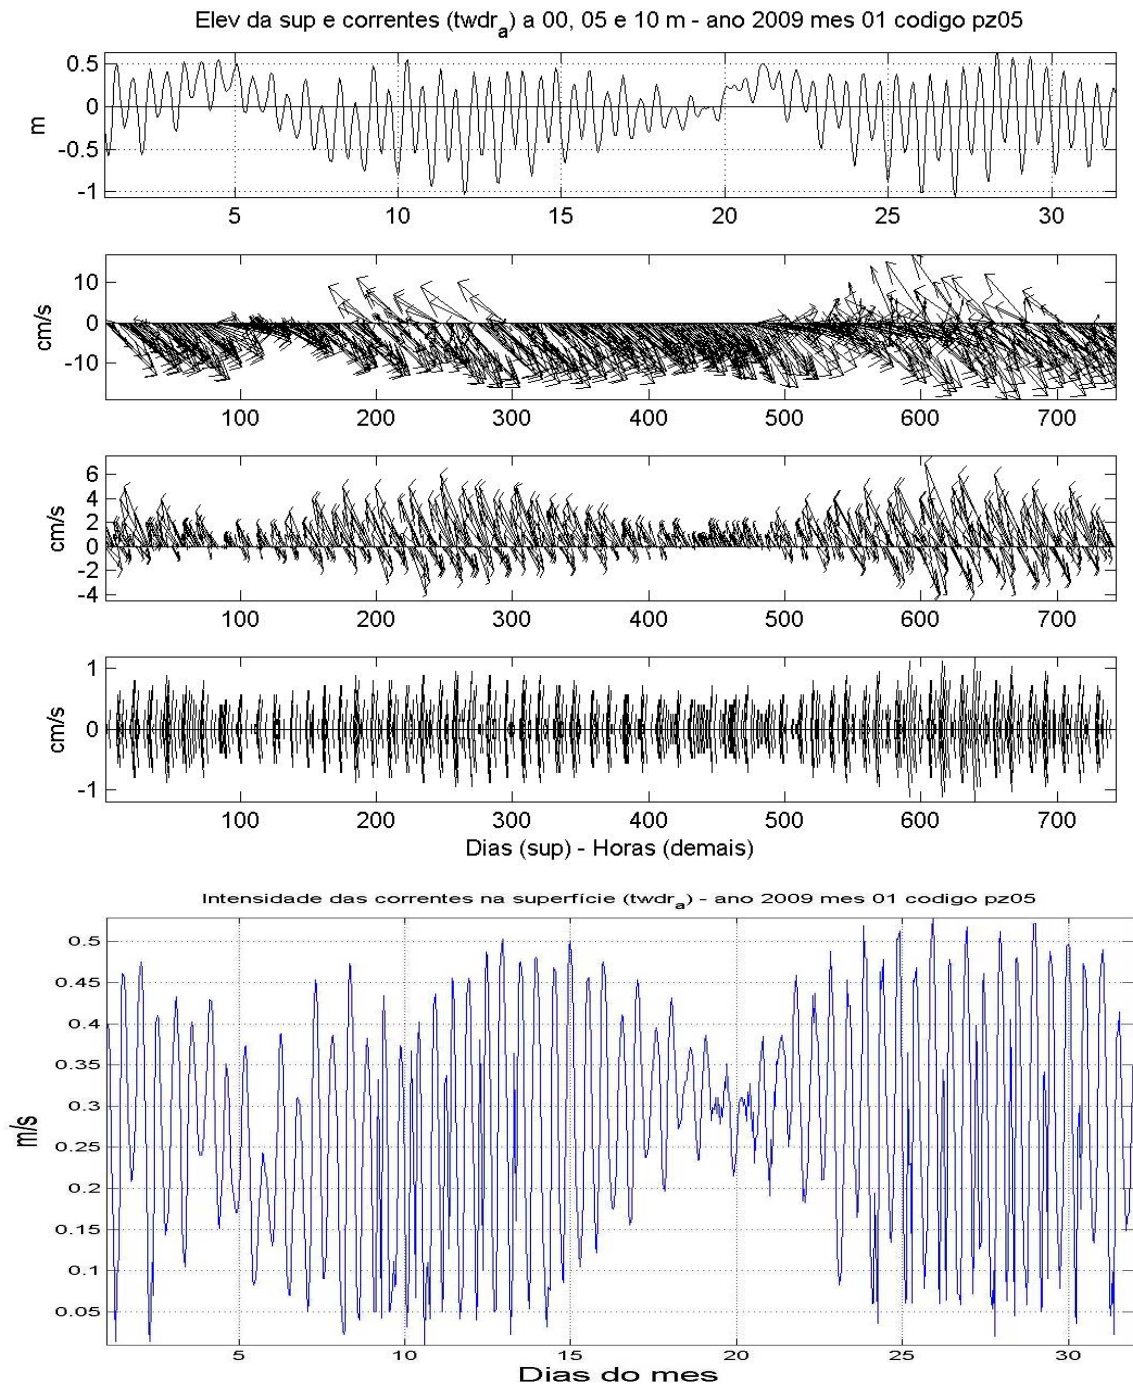 Elev da sup e correntes (twdr_a) a 00, 05 e 10 m - ano 2009 mes 01 codigo pz05
0.5
0
-0.5
-1
m
5 10 15 20 25 30
10
0
-10
cm/s
100 200 300 400 500 600 700
6
4
2
0
-2
-4
cm/s
100 200 300 400 500 600 700
1
0
-1
cm/s
100 200 300 400 500 600 700
Dias (sup) - Horas (demais)
Intensidade das correntes na superfície (twdr_a) - ano 2009 mes 01 codigo pz05
0.5
0.45
0.4
0.35
0.3
0.25
0.2
0.15
0.1
0.05
m/s
5 10 15 20 25 30
Dias do mes